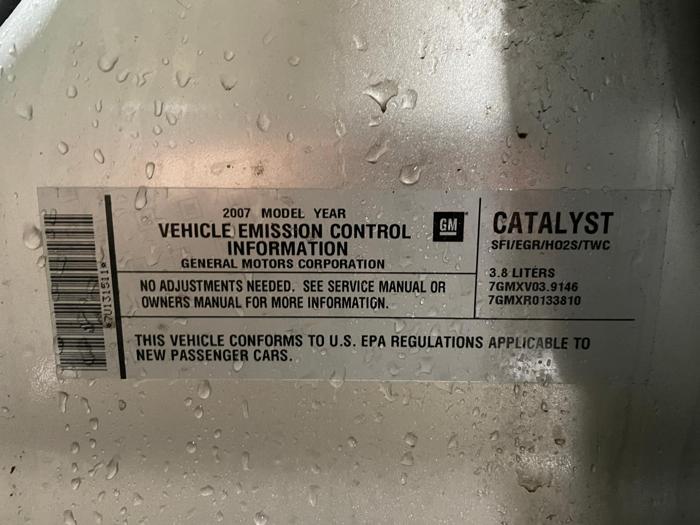 2007 MODEL YEAR
VEHICLE EMISSION CONTROL
INFORMATION
GENERAL MOTORS CORPORATION
GM
NO ADJUSTMENTS NEEDED. SEE SERVICE MANUAL OR
OWNERS MANUAL FOR MORE INFORMATION.
CATALYST
SFI/EGR/HO2S/TWC
3.8 LITERS
7GMXV03.9146
7GMXR0133810
THIS VEHICLE CONFORMS TO U.S. EPA REGULATIONS APPLICABLE TO
NEW PASSENGER CARS.